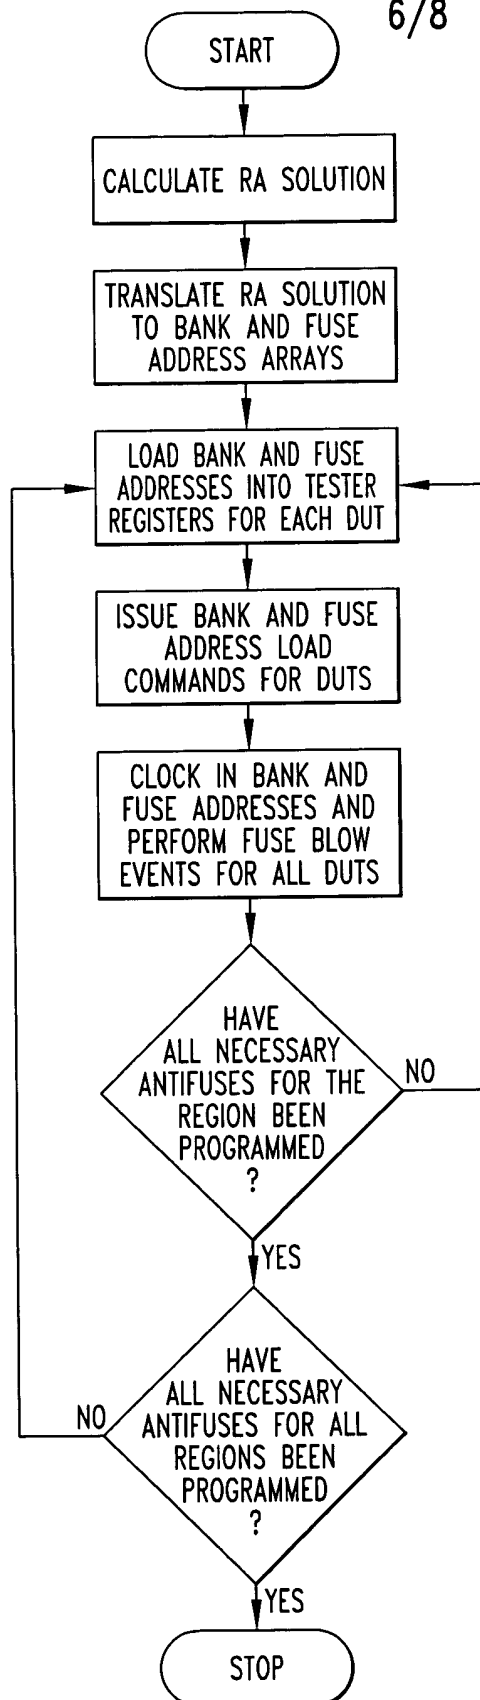 6/8
START
CALCULATE RA SOLUTION
TRANSLATE RA SOLUTION
TO BANK AND FUSE
ADDRESS ARRAYS
LOAD BANK AND FUSE
ADDRESSES INTO TESTER
REGISTERS FOR EACH DUT
ISSUE BANK AND FUSE
ADDRESS LOAD
COMMANDS FOR DUTS
CLOCK IN BANK AND
FUSE ADDRESSES AND
PERFORM FUSE BLOW
EVENTS FOR ALL DUTS
HAVE
ALL NECESSARY
ANTIFUSES FOR THE
REGION BEEN
PROGRAMMED
?
NO
YES
HAVE
ALL NECESSARY
ANTIFUSES FOR ALL
REGIONS BEEN
PROGRAMMED
?
NO
YES
STOP